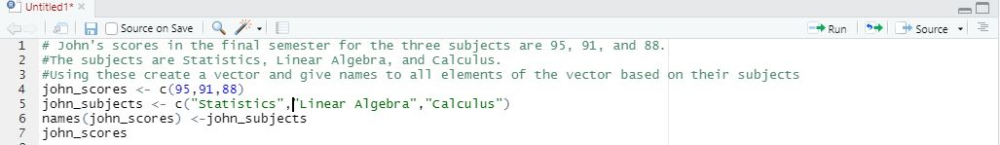 Untitled1* ×
Source on Save Run Source
1 # John's scores in the final semester for the three subjects are 95, 91, and 88.
2 #The subjects are Statistics, Linear Algebra, and Calculus.
3 #Using these create a vector and give names to all elements of the vector based on their subjects
4 john_scores <- c(95,91,88)
5 john_subjects <- c("Statistics","Linear Algebra","Calculus")
6 names(john_scores) <-john_subjects
7 john_scores